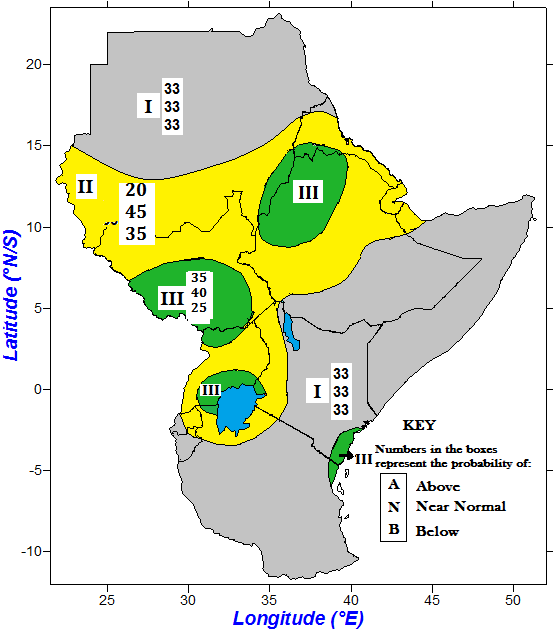 20
15
10
5
0
-5
-10
Latitude (°N/S)
I
33
33
33
II
20
45
35
III
III
35
40
25
III
I
33
33
33
KEY
III
Numbers in the boxes
represent the probability of:
A Above
N Near Normal
B Below
25 30 35 40 45 50
Longitude (°E)